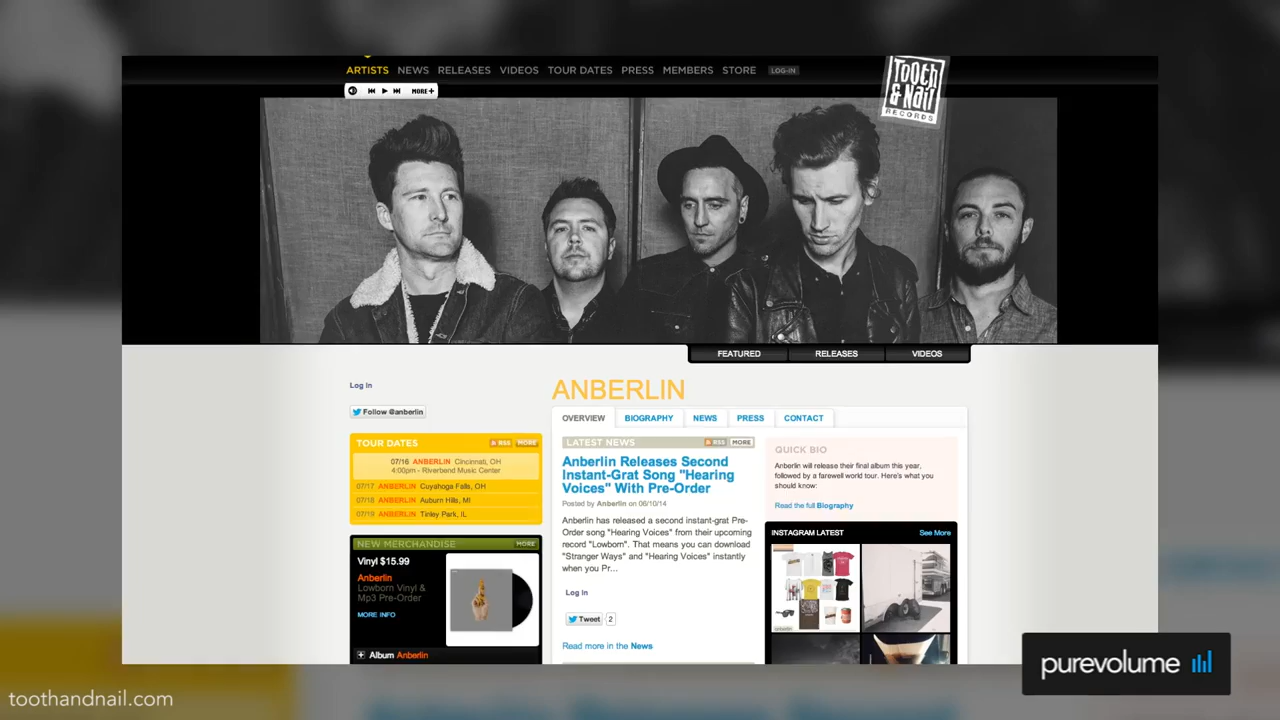 ARTISTS NEWS RELEASES VIDEOS TOUR DATES PRESS MEMBERS STORE LOG-IN
MORE+
Tooth
& Nail
RECORDS
FEATURED RELEASES VIDEOS
Log In
Follow @anberlin
TOUR DATES RSS MORE
07/16 ANBERLIN Cincinnati, OH
4:00pm - Riverbend Music Center
07/17 ANBERLIN Cuyahoga Falls, OH
07/18 ANBERLIN Auburn Hills, MI
07/19 ANBERLIN Tinley Park, IL
NEW MERCHANDISE MORE
Vinyl $15.99
Anberlin
Lowborn Vinyl &
Mp3 Pre-Order
MORE INFO
+ Album Anberlin
ANBERLIN
OVERVIEW BIOGRAPHY NEWS PRESS CONTACT
LATEST NEWS RSS MORE
Anberlin Releases Second
Instant-Grat Song "Hearing
Voices" With Pre-Order
Posted by Anberlin on 06/10/14
Anberlin has released a second instant-grat Pre-
Order song "Hearing Voices" from their upcoming
record "Lowborn". That means you can download
"Stranger Ways" and "Hearing Voices" instantly
when you Pr...
Log In
Tweet 2
Read more in the News
QUICK BIO
Anberlin will release their final album this year,
followed by a farewell world tour. Here's what you
should know:
Read the full Biography
INSTAGRAM LATEST See More
purevolume
toothandnail.com